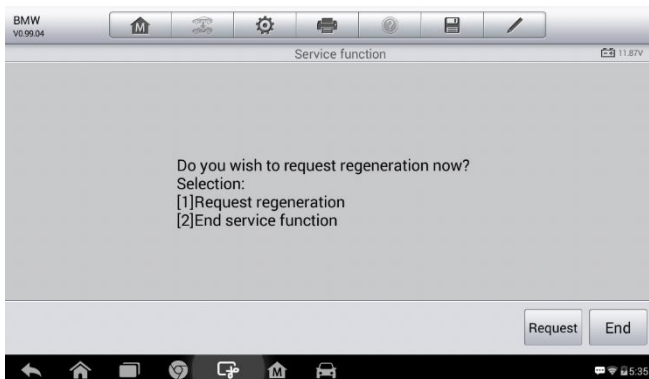 BMW
V0.99.04
M
Service function
11.87V
Do you wish to request regeneration now?
Selection:
[1]Request regeneration
[2]End service function
Request
End
M
5:35